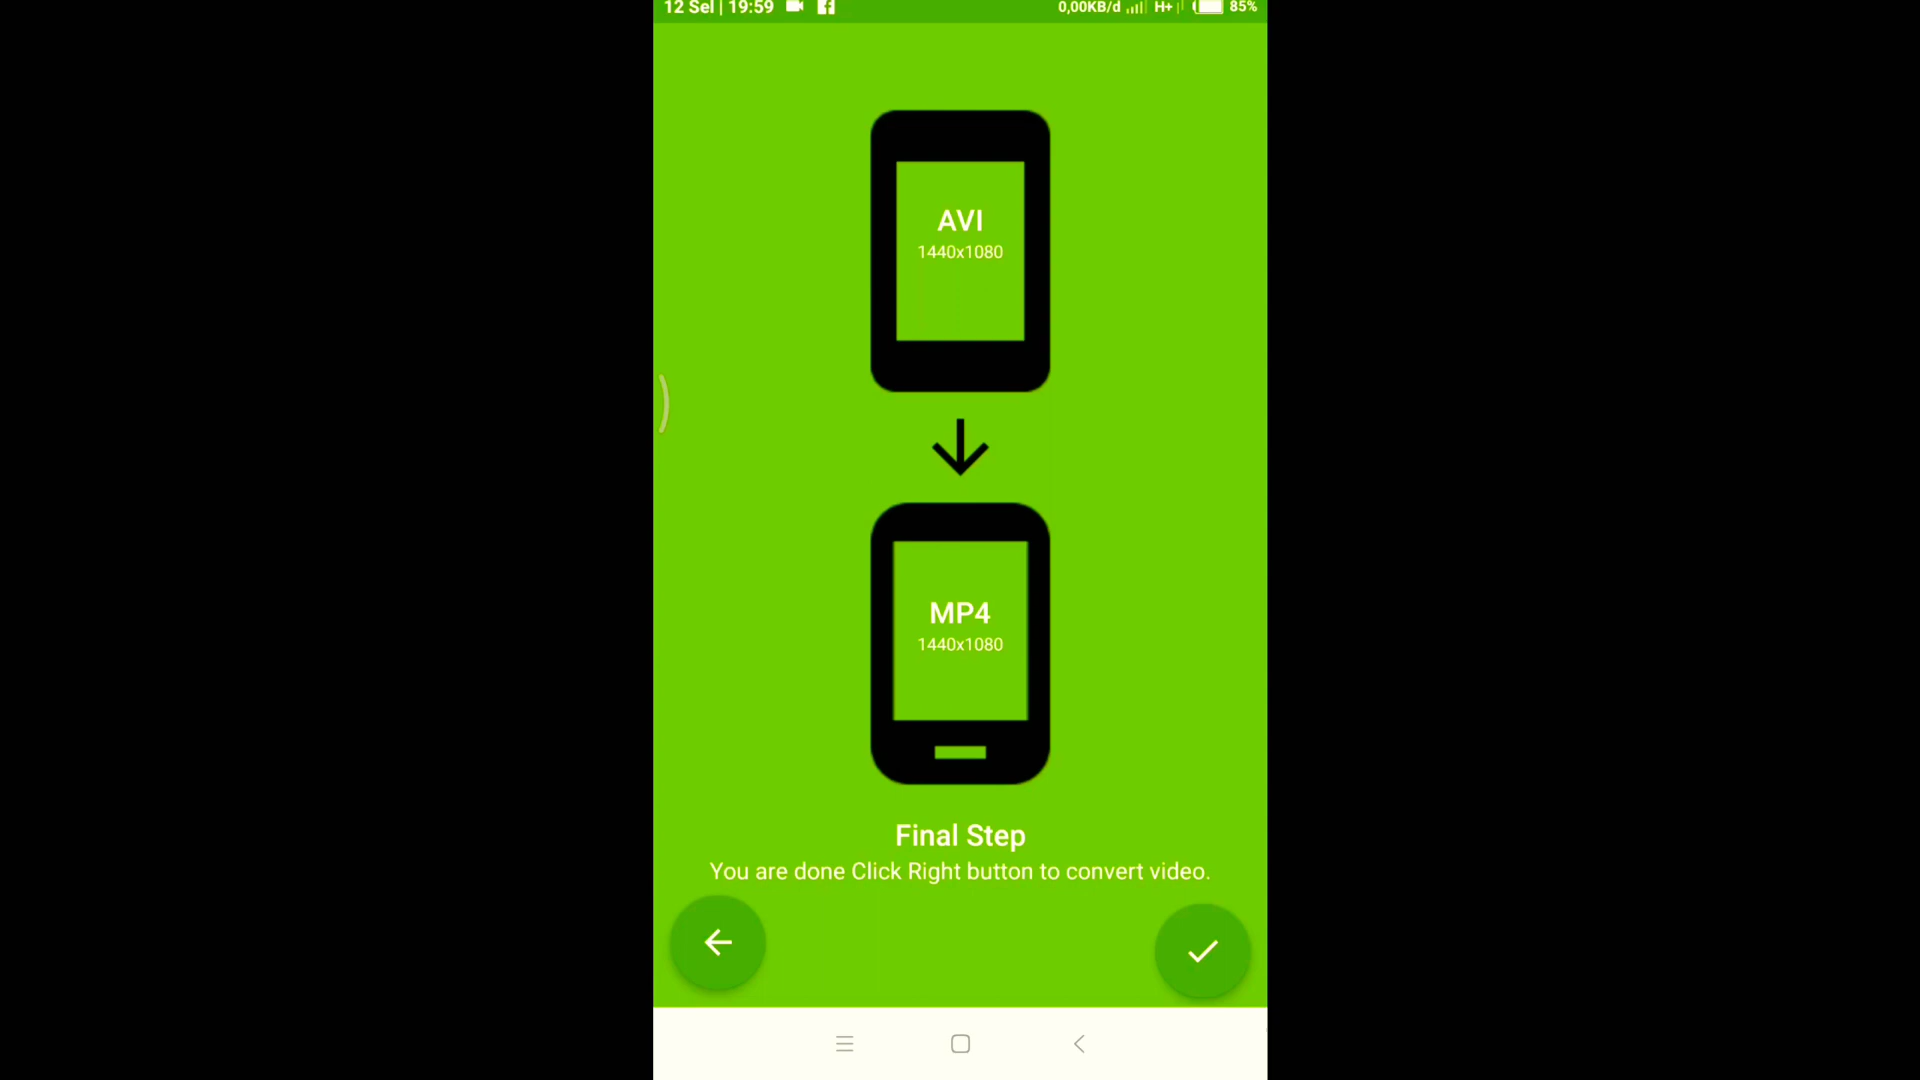 12 Sel | 19:59 0,00KB/d H+ 85%
AVI
1440x1080
MP4
1440x1080
Final Step
You are done Click Right button to convert video.